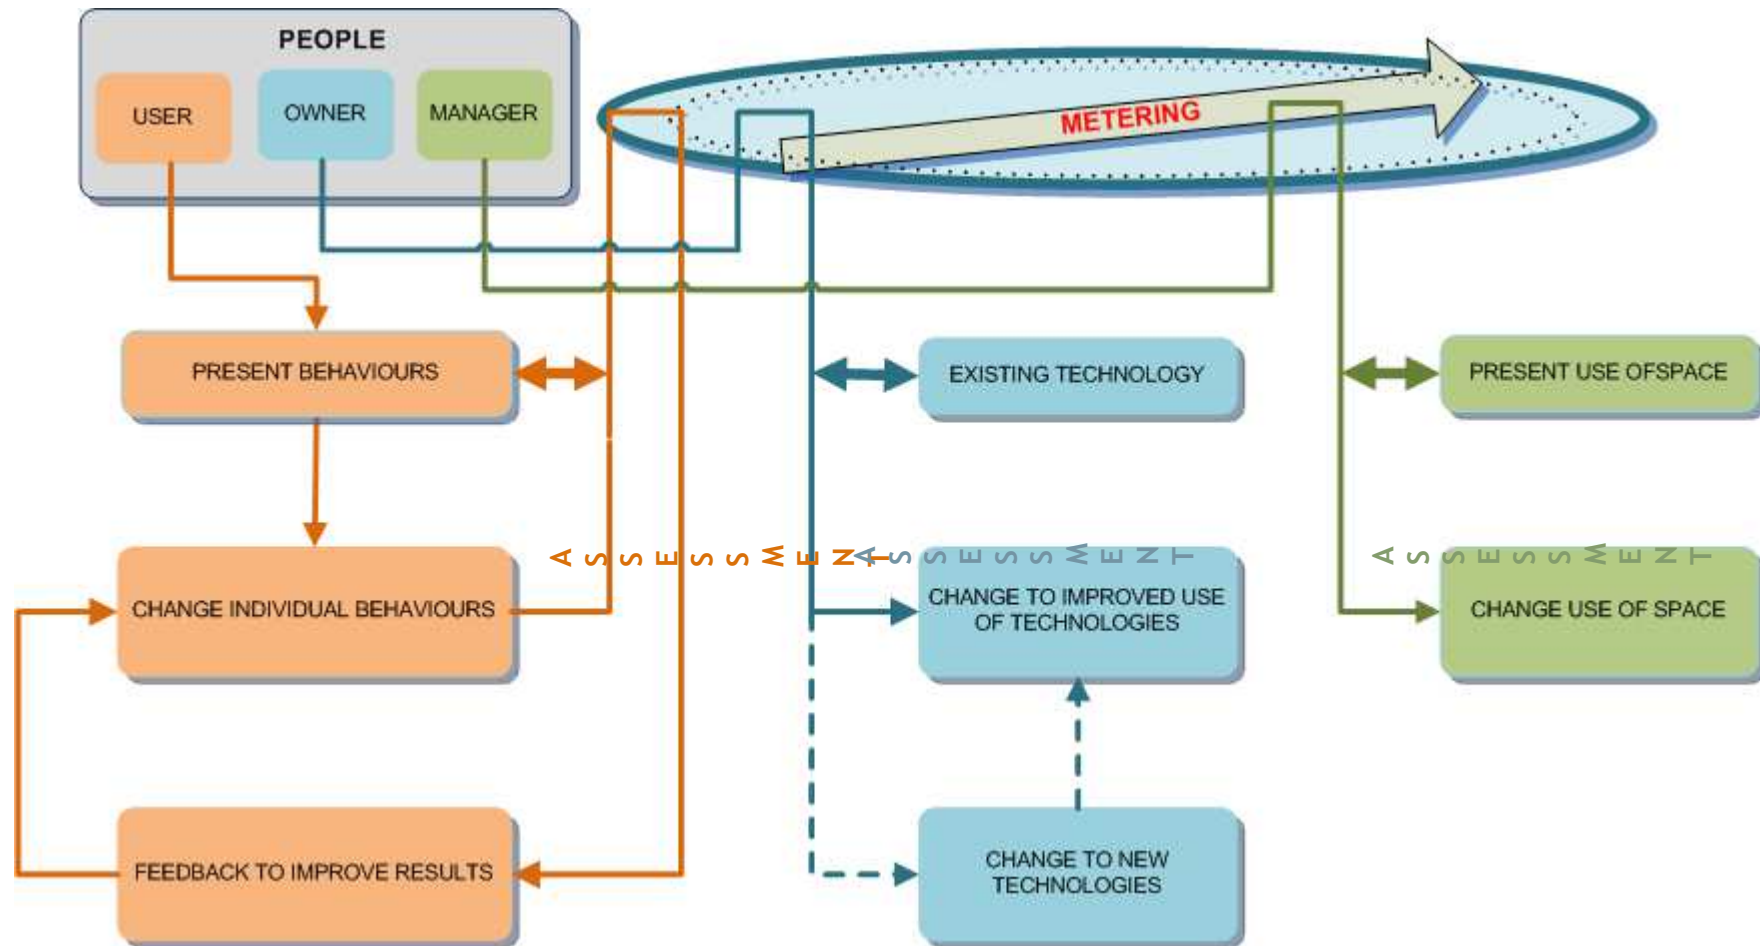 PEOPLE
USER
OWNER
MANAGER
METERING
PRESENT BEHAVIOURS
EXISTING TECHNOLOGY
PRESENT USE OFSPACE
ASSESSMENT
ASSESSMENT
ASSESSMENT
CHANGE INDIVIDUAL BEHAVIOURS
CHANGE TO IMPROVED USE
OF TECHNOLOGIES
CHANGE USE OF SPACE
FEEDBACK TO IMPROVE RESULTS
CHANGE TO NEW
TECHNOLOGIES